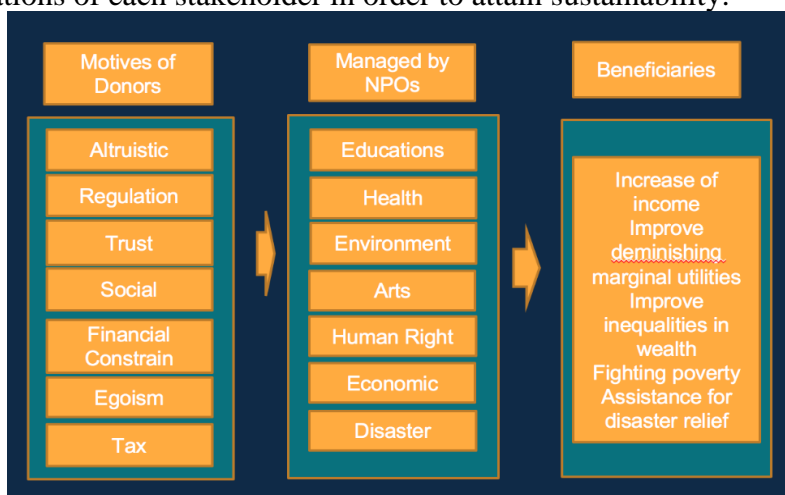 ations of each stakeholder in order to attain sustainability.
Motives of
Donors
Altruistic
Regulation
Trust
Social
Financial
Constrain
Egoism
Tax
Managed by
NPOs
Educations
Health
Environment
Arts
Human Right
Economic
Disaster
Beneficiaries
Increase of
income
Improve
deminishing
marginal utilities
Improve
inequalities in
wealth
Fighting poverty
Assistance for
disaster relief